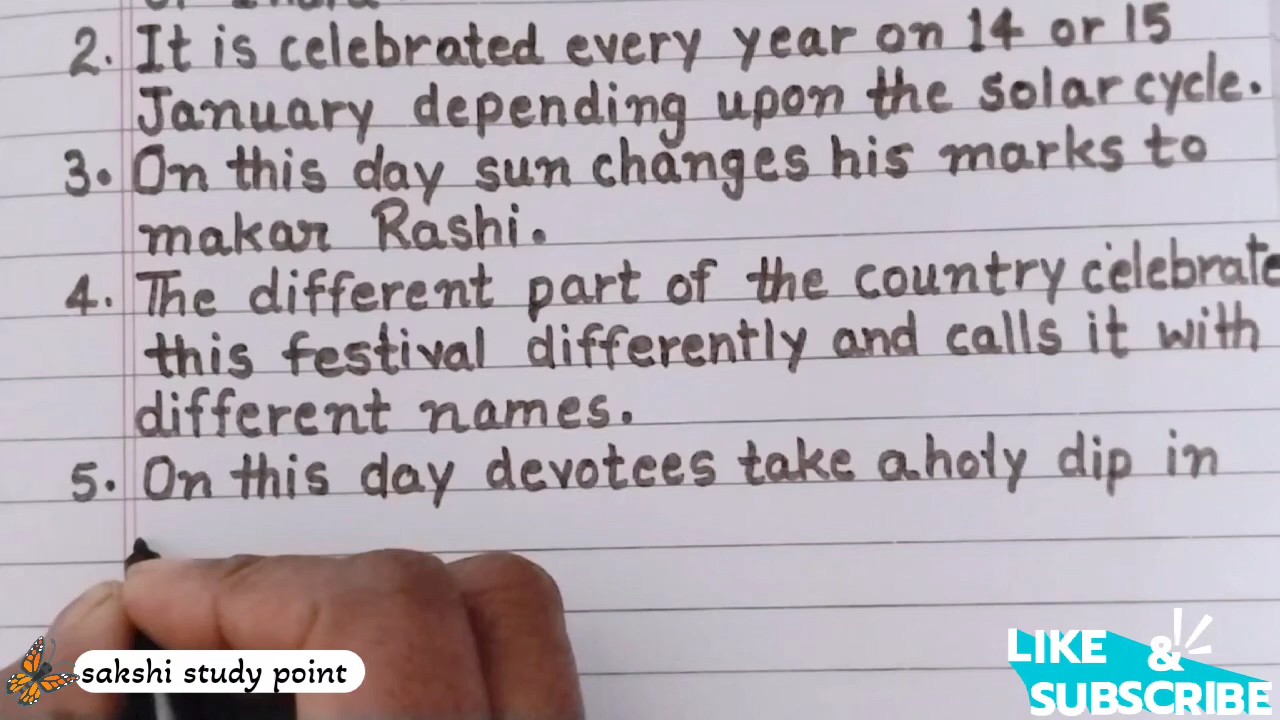 2. It is celebrated every year on 14 or 15
January depending upon the solar cycle.
3. On this day sun changes his marks to
makar Rashi.
4. The different part of the country celebrate
this festival differently and calls it with
different names.
5. On this day devotees take a holy dip in
sakshi study point
LIKE &
SUBSCRIBE